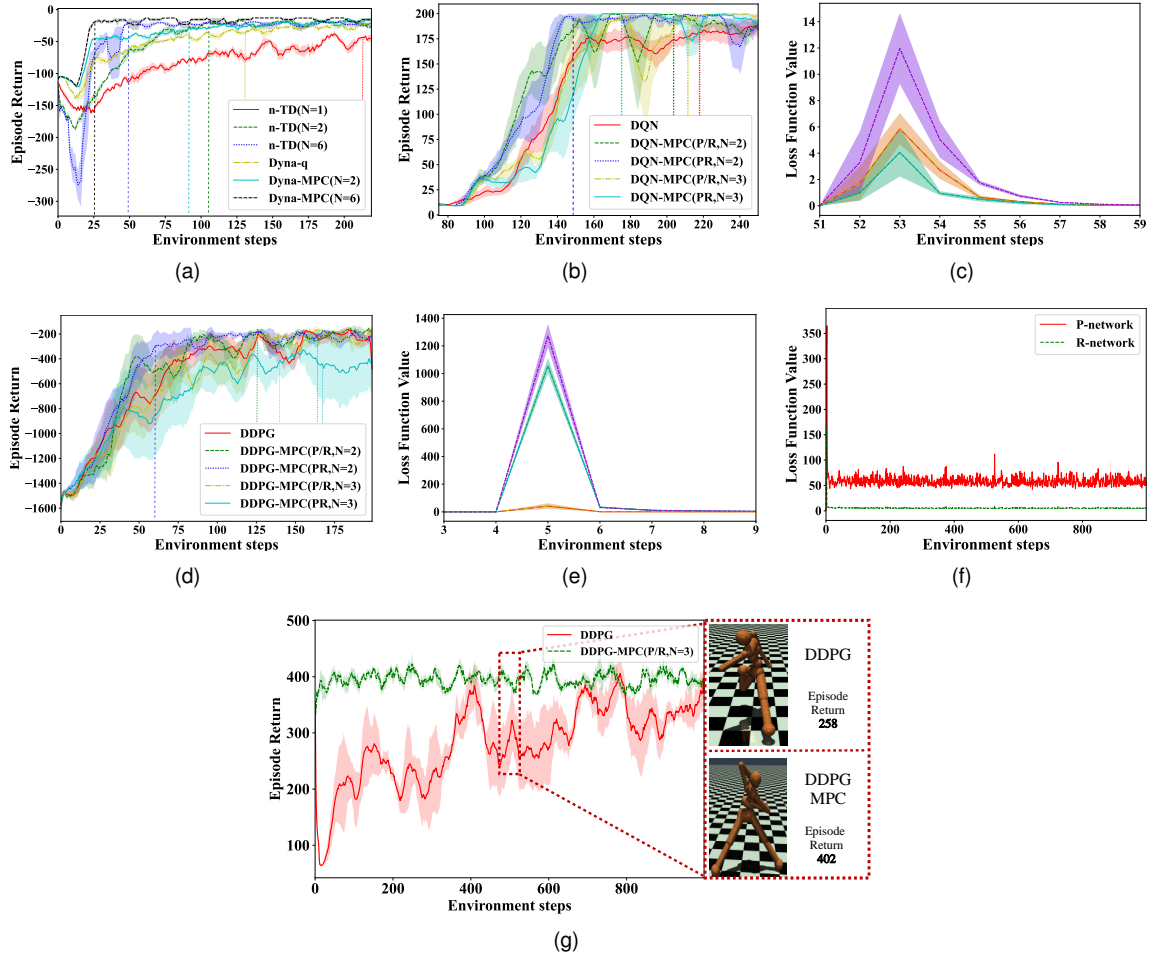 0
−50
−100
−150
−200
−250
−300
Episode Return
n-TD(N=1)
n-TD(N=2)
n-TD(N=6)
Dyna-q
Dyna-MPC(N=2)
Dyna-MPC(N=6)
0 25 50 75 100 125 150 175 200
Environment steps
(a)
200
175
150
125
100
75
50
25
0
Episode Return
DQN
DQN-MPC(P/R,N=2)
DQN-MPC(PR,N=2)
DQN-MPC(P/R,N=3)
DQN-MPC(PR,N=3)
80 100 120 140 160 180 200 220 240
Environment steps
(b)
14
12
10
8
6
4
2
0
Loss Function Value
51 52 53 54 55 56 57 58 59
Environment steps
(c)
−200
−400
−600
−800
−1000
−1200
−1400
−1600
Episode Return
DDPG
DDPG-MPC(P/R,N=2)
DDPG-MPC(PR,N=2)
DDPG-MPC(P/R,N=3)
DDPG-MPC(PR,N=3)
0 25 50 75 100 125 150 175
Environment steps
(d)
1400
1200
1000
800
600
400
200
0
Loss Function Value
3 4 5 6 7 8 9
Environment steps
(e)
350
300
250
200
150
100
50
0
Loss Function Value
P-network
R-network
0 200 400 600 800
Environment steps
(f)
500
400
300
200
100
Episode Return
DDPG
DDPG-MPC(P/R,N=3)
0 200 400 600 800
Environment steps
DDPG
Episode
Return
258
DDPG
MPC
Episode
Return
402
(g)